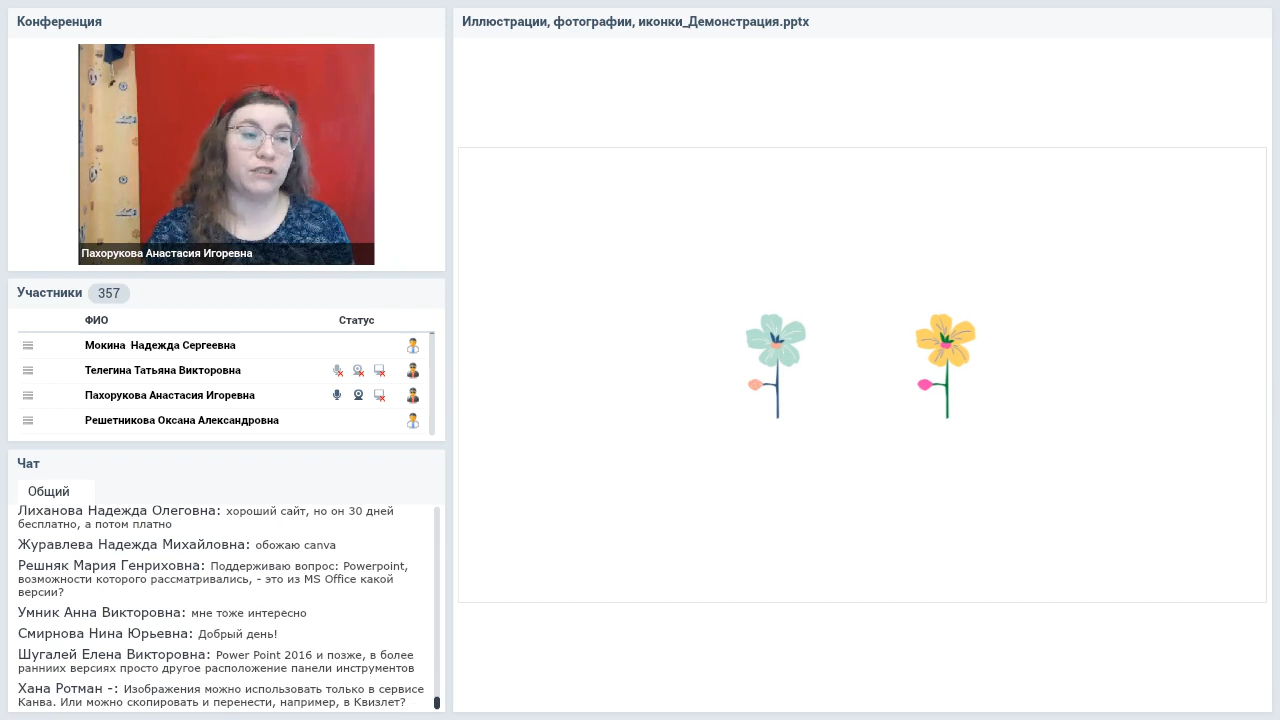 Конференция
Пахорукова Анастасия Игоревна
Участники 357
ФИО Статус
Мокина Надежда Сергеевна
Телегина Татьяна Викторовна
Пахорукова Анастасия Игоревна
Решетникова Оксана Александровна
Чат
Общий
Лиханова Надежда Олеговна: хороший сайт, но он 30 дней
бесплатно, а потом платно
Журавлева Надежда Михайловна: обожаю canva
Решняк Мария Генриховна: Поддерживаю вопрос: Powerpoint,
возможности которого рассматривались, - это из MS Office какой
версии?
Умник Анна Викторовна: мне тоже интересно
Смирнова Нина Юрьевна: Добрый день!
Шугалей Елена Викторовна: Power Point 2016 и позже, в более
ранниих версиях просто другое расположение панели инструментов
Хана Ротман -: Изображения можно использовать только в сервисе
Канва. Или можно скопировать и перенести, например, в Квизлет?
Иллюстрации, фотографии, иконки_Демонстрация.pptx